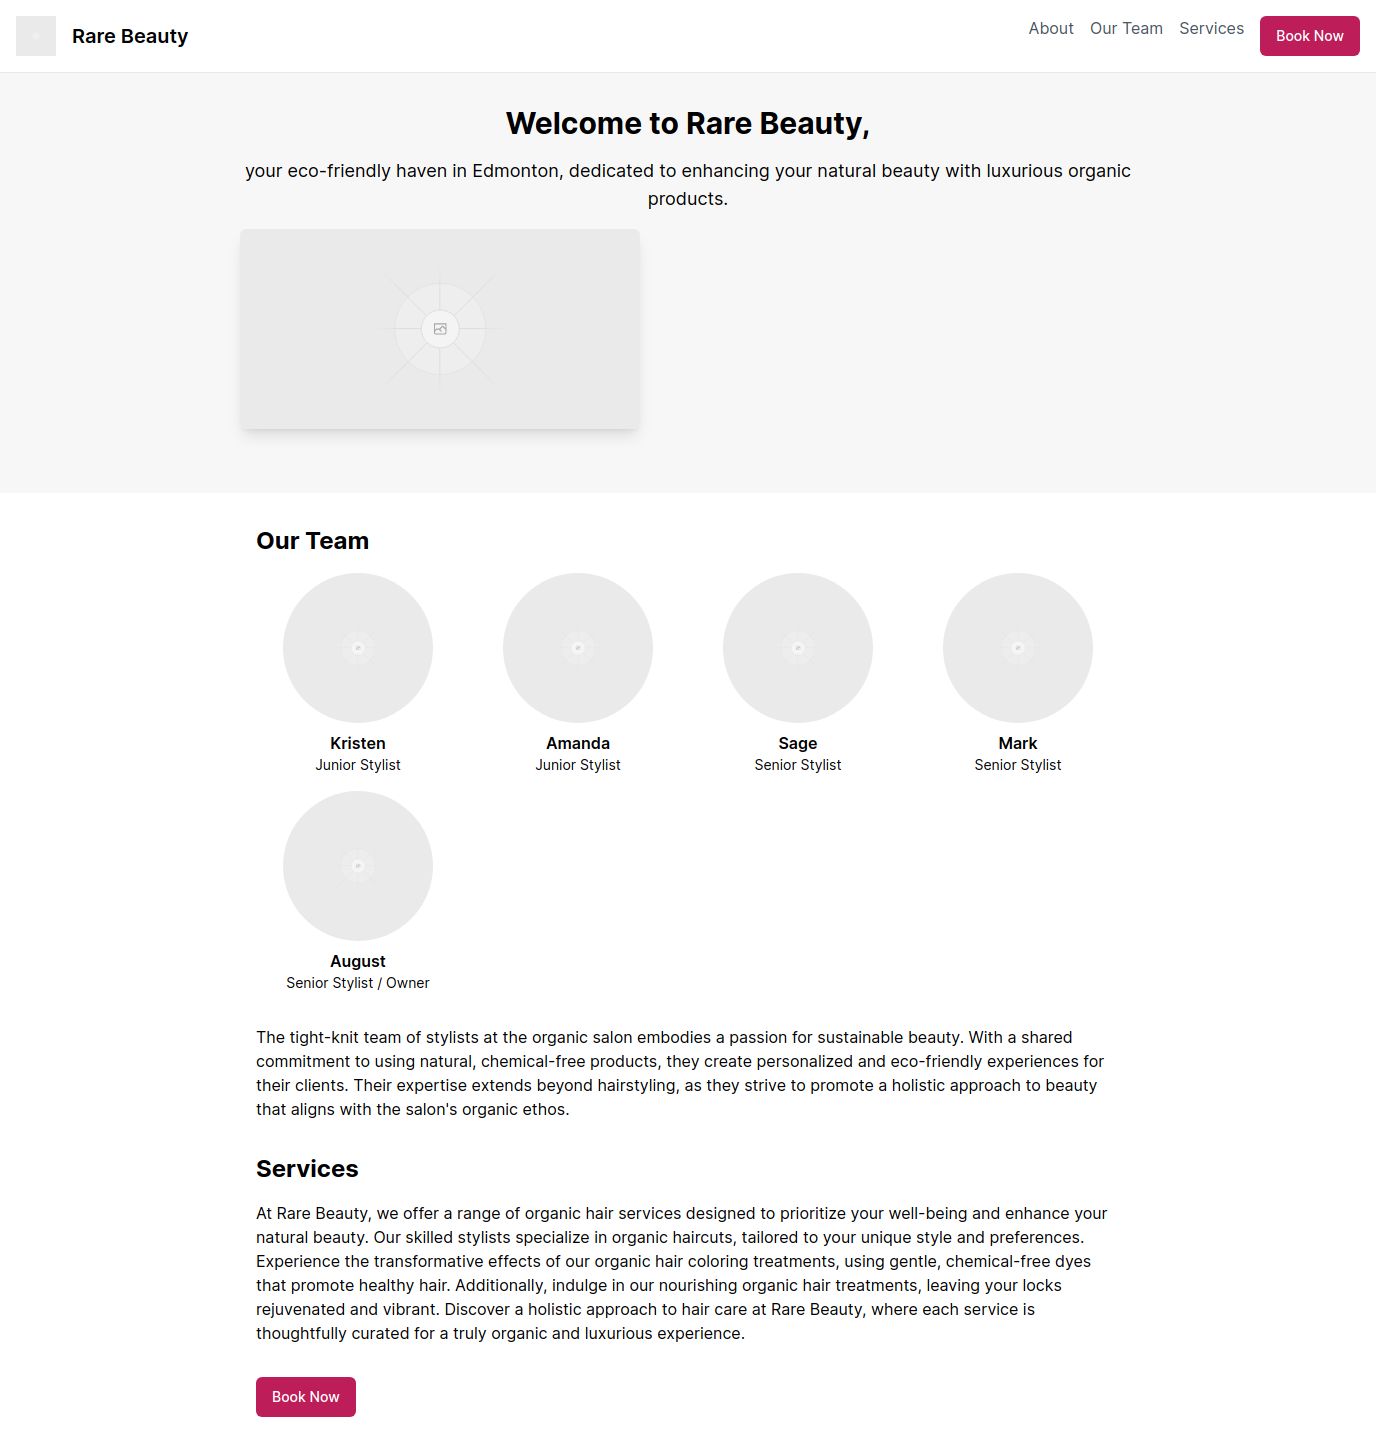 Rare Beauty
About
Our Team
Services
Book Now
Welcome to Rare Beauty,
your eco-friendly haven in Edmonton, dedicated to enhancing your natural beauty with luxurious organic
products.
Our Team
Kristen
Junior Stylist
Amanda
Junior Stylist
Sage
Senior Stylist
Mark
Senior Stylist
August
Senior Stylist / Owner
The tight-knit team of stylists at the organic salon embodies a passion for sustainable beauty. With a shared
commitment to using natural, chemical-free products, they create personalized and eco-friendly experiences for
their clients. Their expertise extends beyond hairstyling, as they strive to promote a holistic approach to beauty
that aligns with the salon's organic ethos.
Services
At Rare Beauty, we offer a range of organic hair services designed to prioritize your well-being and enhance your
natural beauty. Our skilled stylists specialize in organic haircuts, tailored to your unique style and preferences.
Experience the transformative effects of our organic hair coloring treatments, using gentle, chemical-free dyes
that promote healthy hair. Additionally, indulge in our nourishing organic hair treatments, leaving your locks
rejuvenated and vibrant. Discover a holistic approach to hair care at Rare Beauty, where each service is
thoughtfully curated for a truly organic and luxurious experience.
Book Now